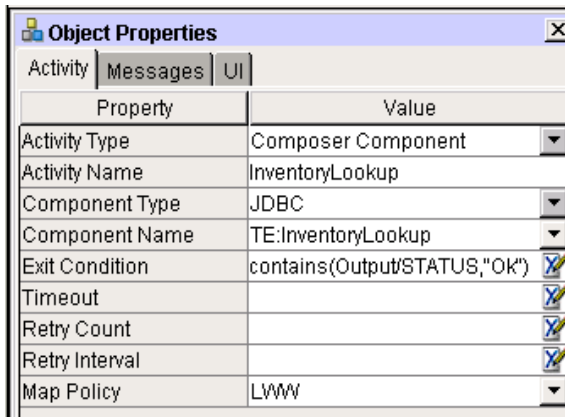 Object Properties
Activity Messages UI
Property Value
Activity Type Composer Component
Activity Name InventoryLookup
Component Type JDBC
Component Name TE:InventoryLookup
Exit Condition contains(Output/STATUS,"Ok")
Timeout
Retry Count
Retry Interval
Map Policy LWW